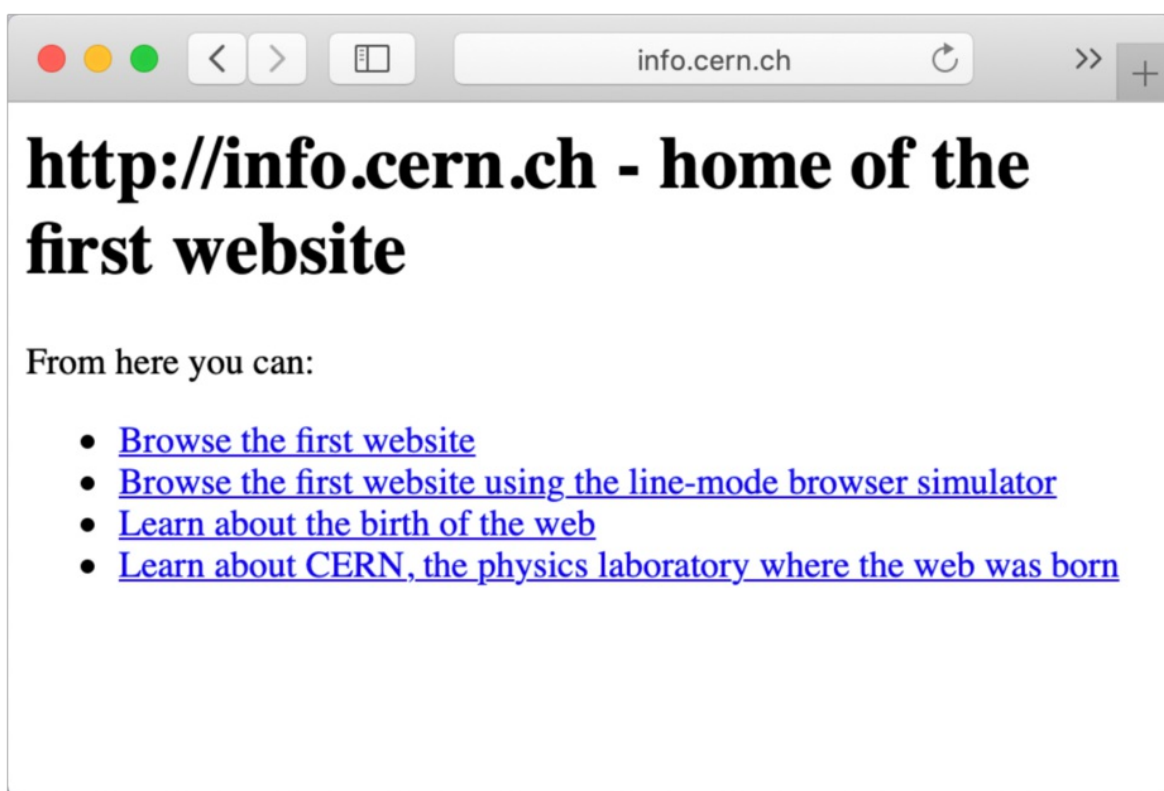 info.cern.ch
http://info.cern.ch - home of the
first website
From here you can:
• Browse the first website
• Browse the first website using the line-mode browser simulator
• Learn about the birth of the web
• Learn about CERN, the physics laboratory where the web was born